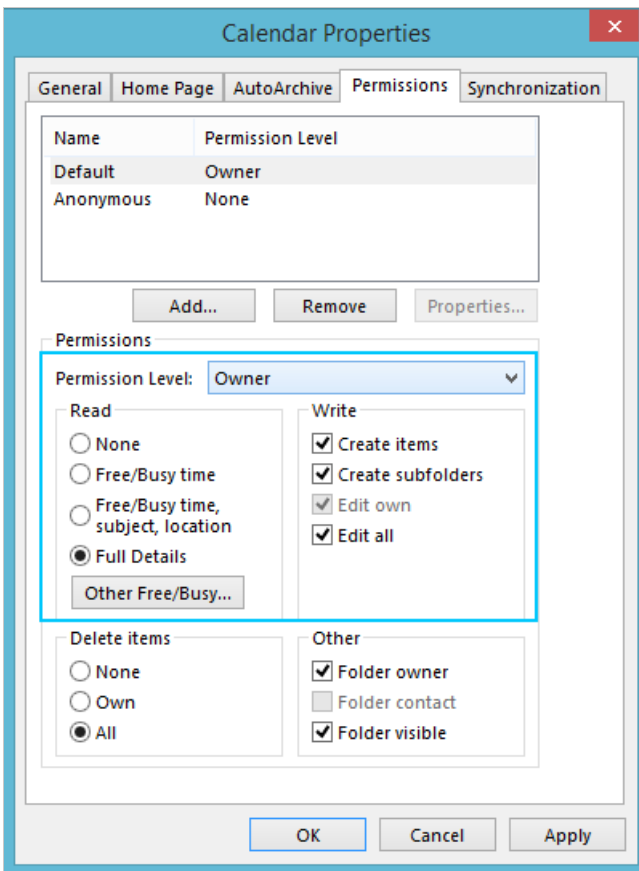 Calendar Properties
General Home Page AutoArchive Permissions Synchronization
Name Permission Level
Default Owner
Anonymous None
Add... Remove Properties...
Permissions
Permission Level: Owner
Read
None
Free/Busy time
Free/Busy time,
subject, location
Full Details
Other Free/Busy...
Write
Create items
Create subfolders
Edit own
Edit all
Delete items
None
Own
All
Other
Folder owner
Folder contact
Folder visible
OK Cancel Apply